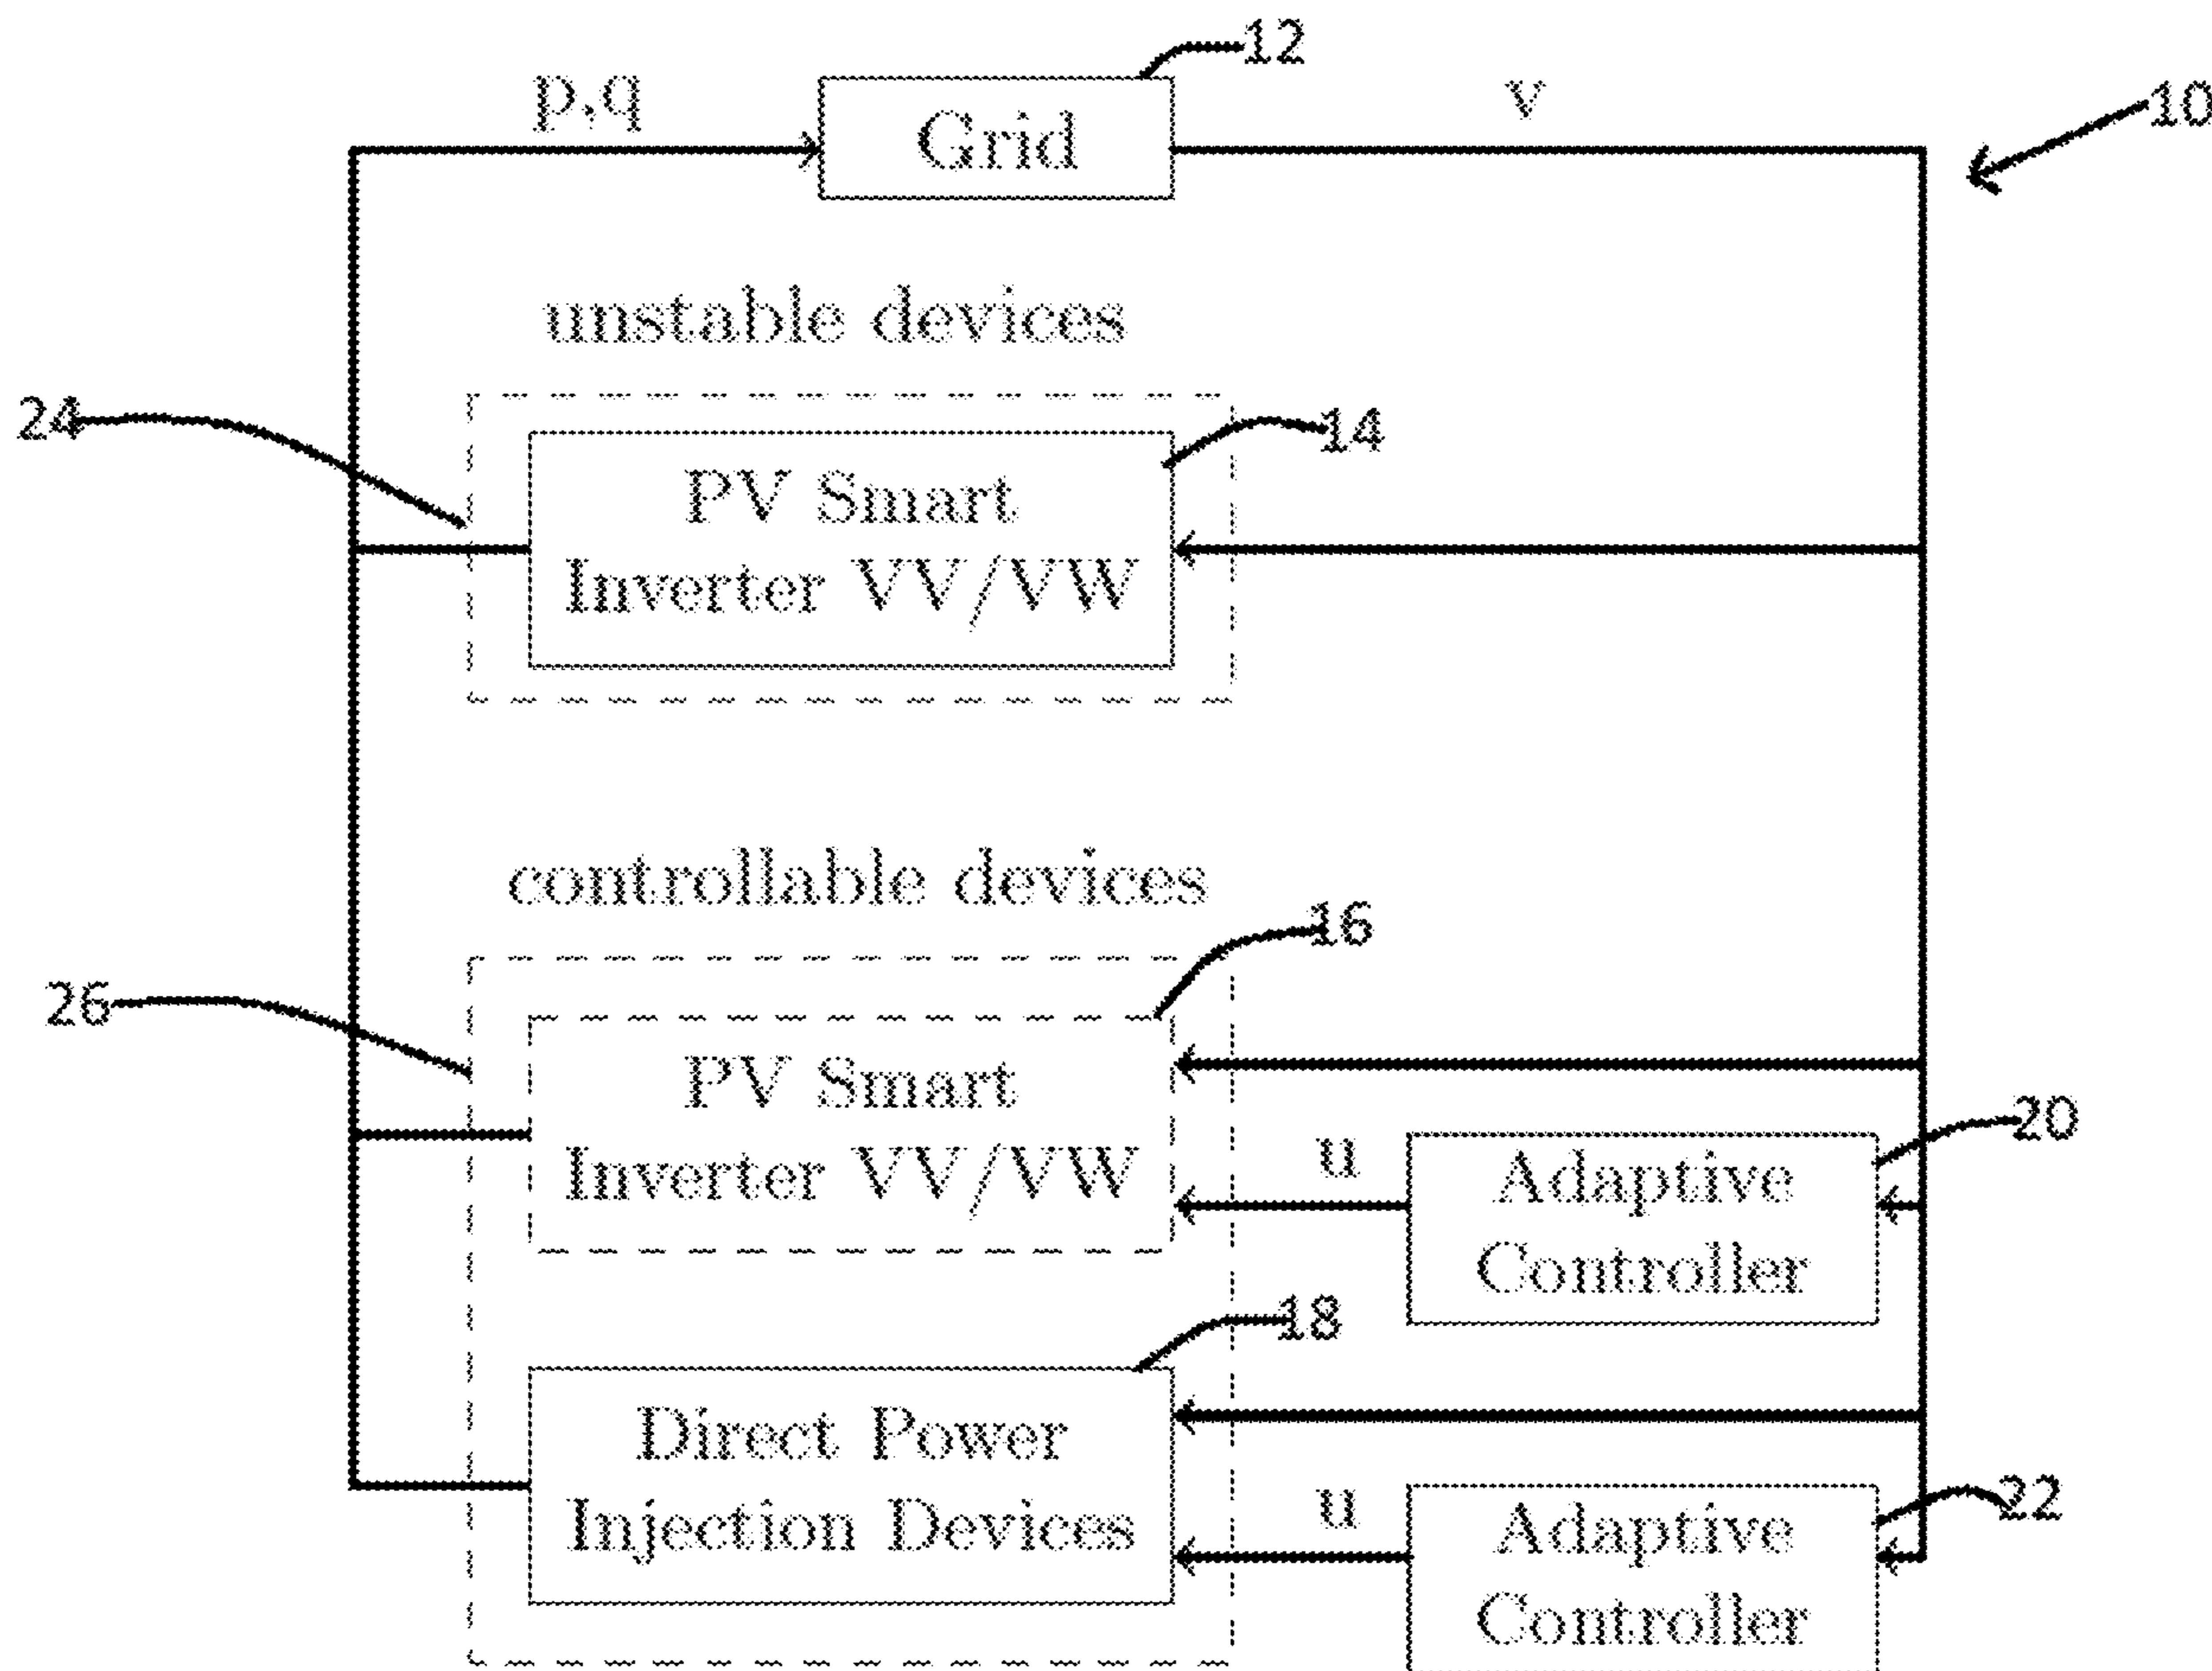 12
p,q
Grid
v
10
unstable devices
24
14
PV Smart
Inverter VV/VW
controllable devices
16
26
PV Smart
Inverter VV/VW
20
u
Adaptive
Controller
18
Direct Power
Injection Devices
22
u
Adaptive
Controller